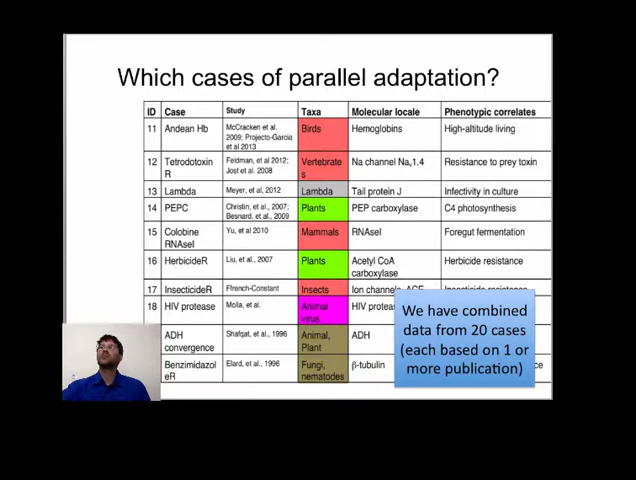 Which cases of parallel adaptation?
ID Case Study Taxa Molecular locale Phenotypic correlates
11 Andean Hb McCracken et al. 2009; Projecto-Garcia et al 2013 Birds Hemoglobins High-altitude living
12 Tetrodotoxin R Feldman, et al 2012; Jost et al. 2008 Vertebrates Na channel Nav1.4 Resistance to prey toxin
13 Lambda Meyer, et al, 2012 Lambda Tail protein J Infectivity in culture
14 PEPC Christin, et al., 2007; Besnard, et al., 2009 Plants PEP carboxylase C4 photosynthesis
15 Colobine RNAseI Yu, et al 2010 Mammals RNAseI Foregut fermentation
16 HerbicideR Liu, et al., 2007 Plants Acetyl CoA carboxylase Herbicide resistance
17 InsecticideR Ffrench-Constant Insects Ion channels, ACE Insecticide resistance
18 HIV protease Molla, et al. Animal virus HIV
ADH convergence Shafqat, et al., 1996 Animal, Plant ADH
Benzimidazol eR Elard, et al., 1996 Fungi, nematodes β-tubulin
We have combined
data from 20 cases
(each based on 1 or
more publication)